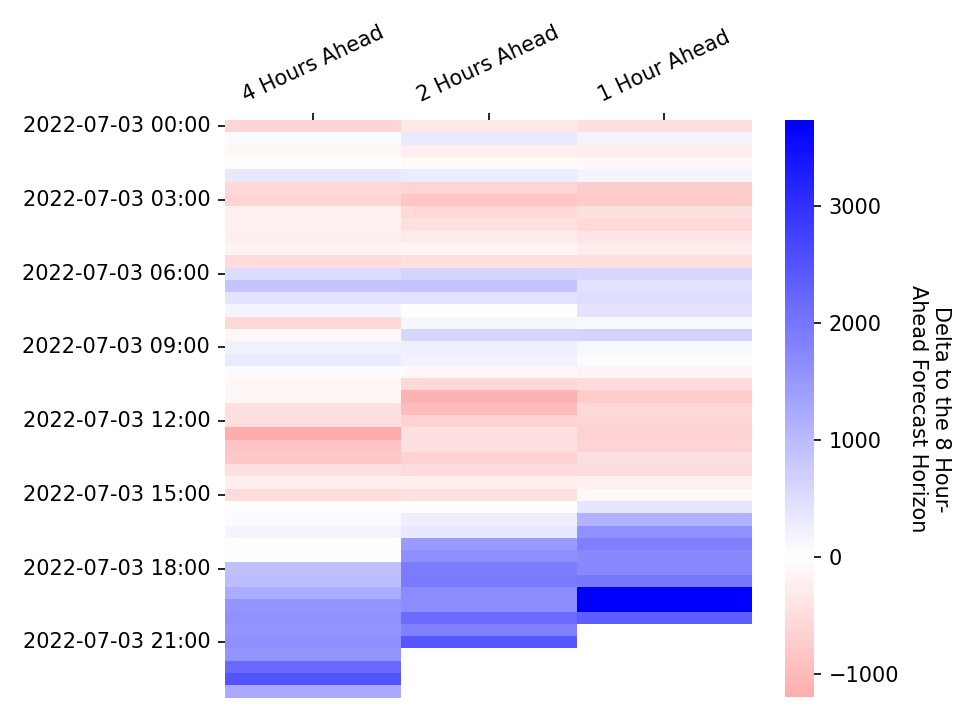 4 Hours Ahead
2 Hours Ahead
1 Hour Ahead
2022-07-03 00:00
2022-07-03 03:00
2022-07-03 06:00
2022-07-03 09:00
2022-07-03 12:00
2022-07-03 15:00
2022-07-03 18:00
2022-07-03 21:00
3000
2000
1000
0
−1000
Delta to the 8 Hour-
Ahead Forecast Horizon